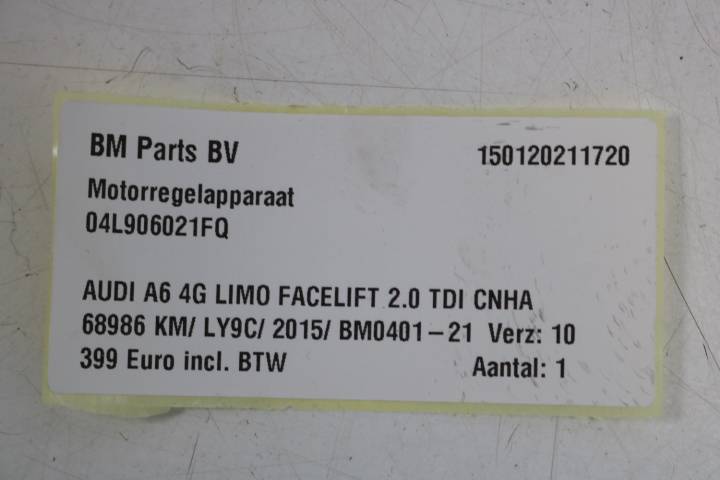 BM Parts BV 150120211720
Motorregelapparaat
04L906021FQ
AUDI A6 4G LIMO FACELIFT 2.0 TDI CNHA
68986 KM/ LY9C/ 2015/ BM0401-21 Verz: 10
399 Euro incl. BTW Aantal: 1